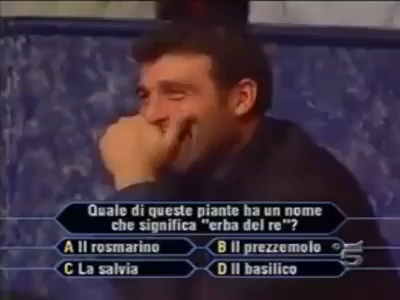 Quale di queste piante ha un nome
che significa "erba del re"?
A Il rosmarino
B Il prezzemolo
C La salvia
D Il basilico
5